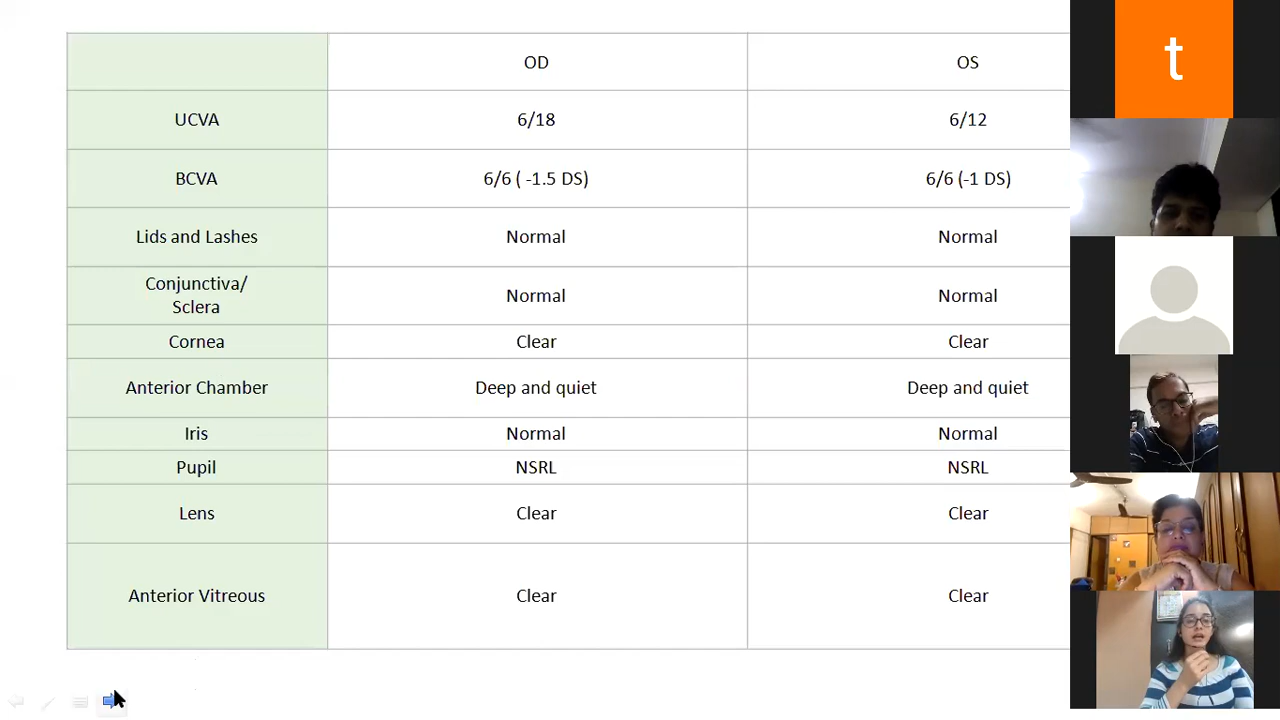 OD OS
UCVA 6/18 6/12
BCVA 6/6 ( -1.5 DS) 6/6 (-1 DS)
Lids and Lashes Normal Normal
Conjunctiva/
Sclera Normal Normal
Cornea Clear Clear
Anterior Chamber Deep and quiet Deep and quiet
Iris Normal Normal
Pupil NSRL NSRL
Lens Clear Clear
Anterior Vitreous Clear Clear
t